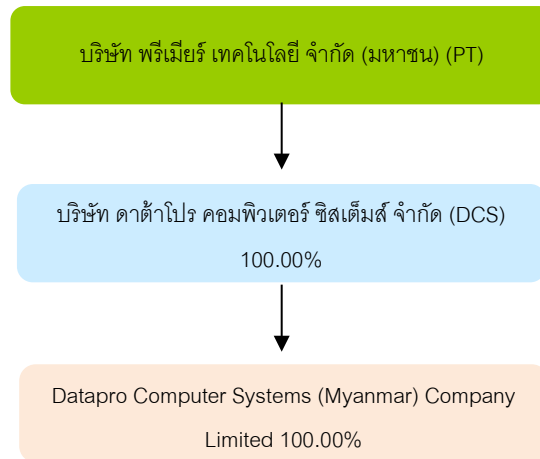 บริษัท พรีเมียร์ เทคโนโลยี จำกัด (มหาชน) (PT)
บริษัท ดาต้าโปร คอมพิวเตอร์ ซิสเต็มส์ จำกัด (DCS)
100.00%
Datapro Computer Systems (Myanmar) Company
Limited 100.00%